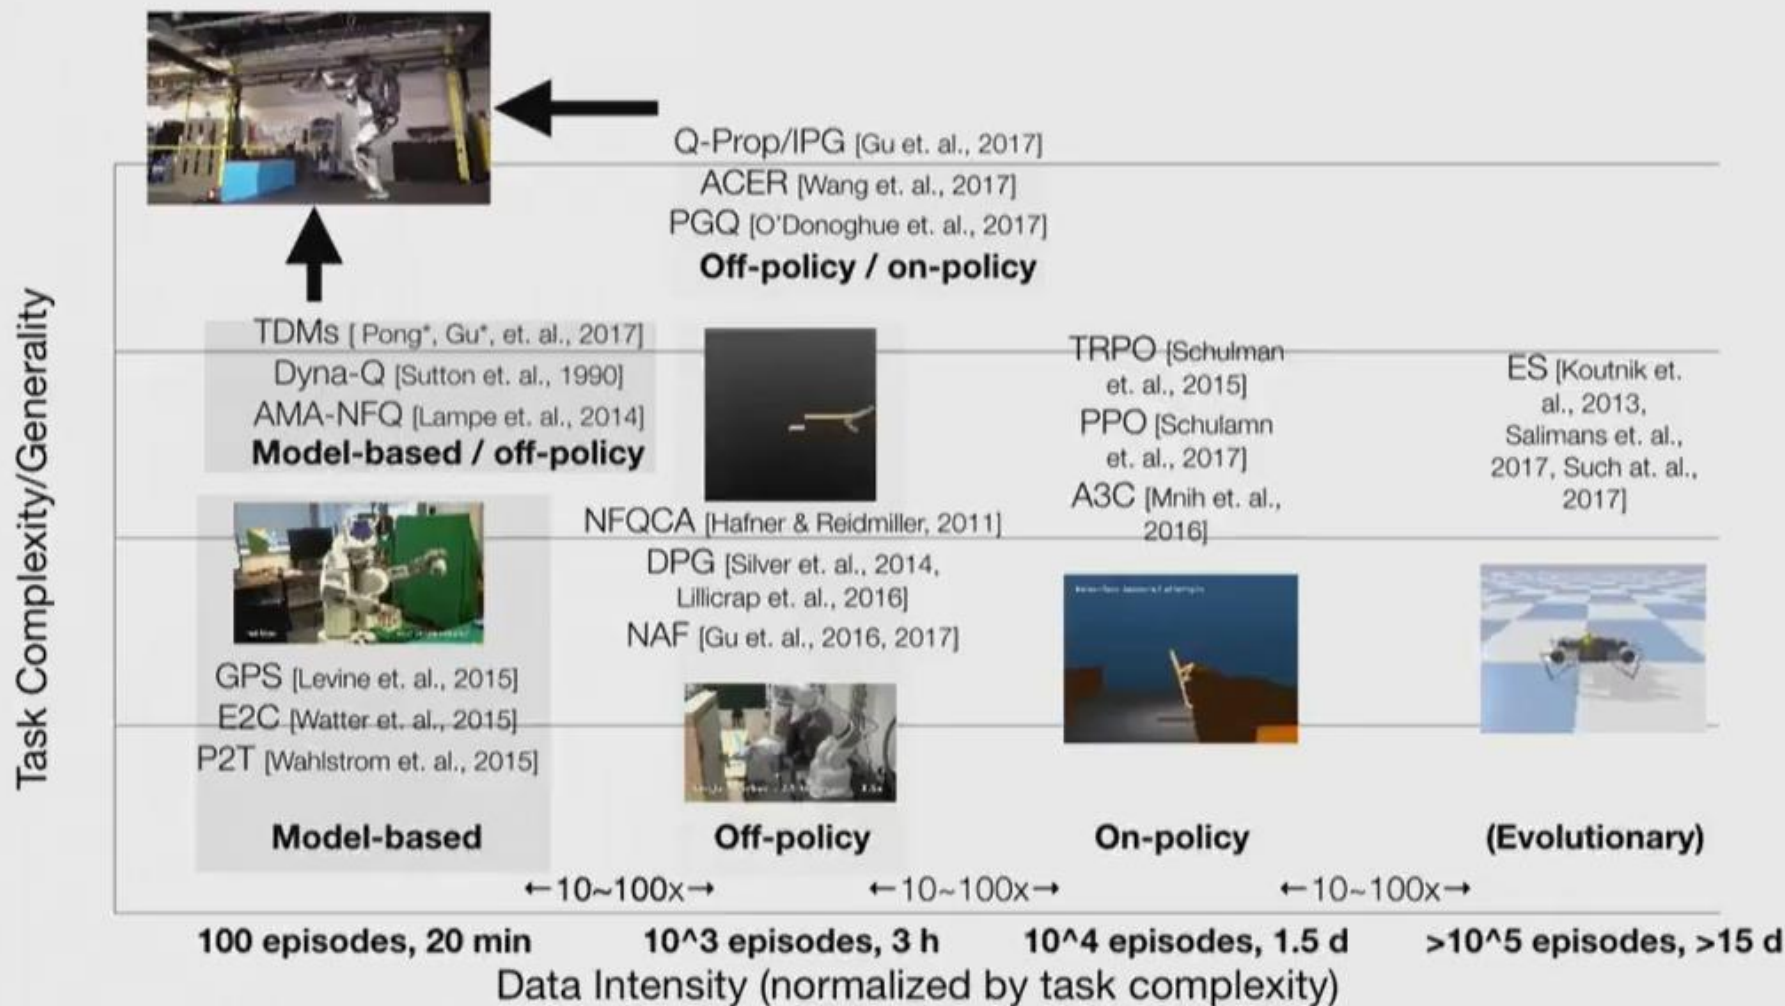 Q-Prop/IPG [Gu et. al., 2017]
ACER [Wang et. al., 2017]
PGQ [O'Donoghue et. al., 2017]
Off-policy / on-policy
Task Complexity/Generality
TDMs [ Pong*, Gu*, et. al., 2017]
Dyna-Q [Sutton et. al., 1990]
AMA-NFQ [Lampe et. al., 2014]
Model-based / off-policy
GPS [Levine et. al., 2015]
E2C [Watter et. al., 2015]
P2T [Wahlstrom et. al., 2015]
Model-based
NFQCA [Hafner & Reidmiller, 2011]
DPG [Silver et. al., 2014,
Lillicrap et. al., 2016]
NAF [Gu et. al., 2016, 2017]
Off-policy
TRPO [Schulman
et. al., 2015]
PPO [Schulamn
et. al., 2017]
A3C [Mnih et. al.,
2016]
On-policy
ES [Koutnik et.
al., 2013,
Salimans et. al.,
2017, Such at. al.,
2017]
(Evolutionary)
←10~100x→
←10~100x→
←10~100x→
100 episodes, 20 min
10^3 episodes, 3 h
10^4 episodes, 1.5 d
>10^5 episodes, >15 d
Data Intensity (normalized by task complexity)